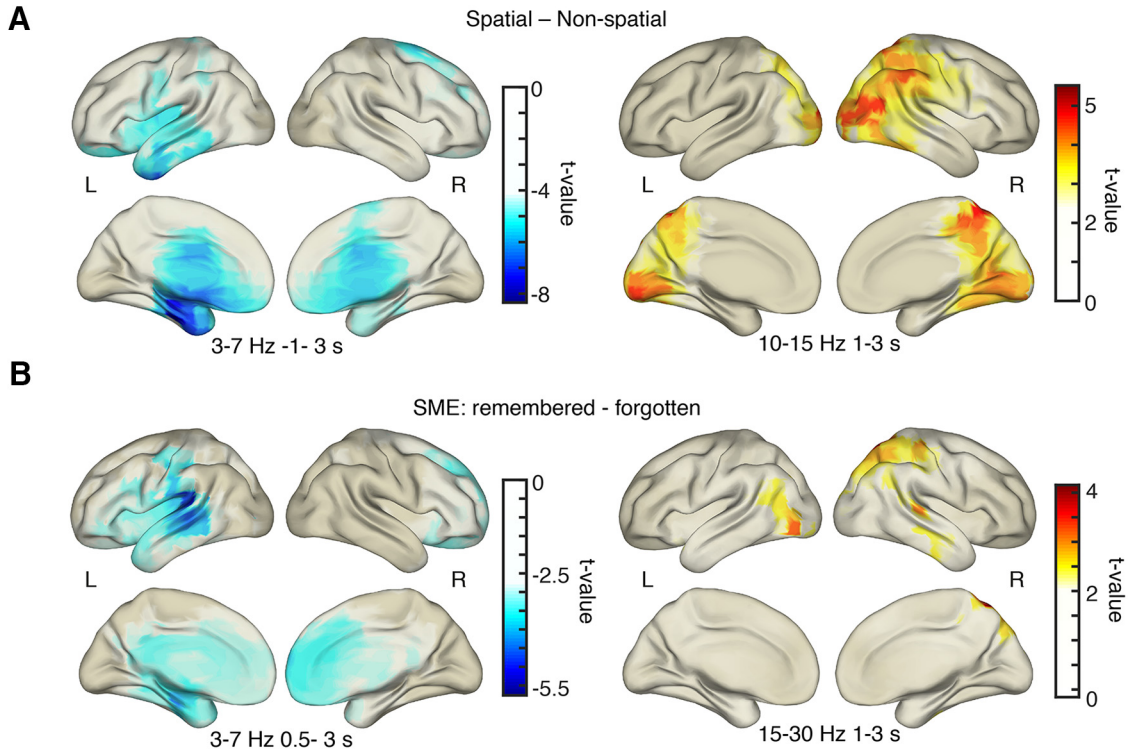 A
Spatial – Non-spatial
0
-4
-8
t-value
L
R
3-7 Hz -1- 3 s
5
2
0
t-value
L
R
10-15 Hz 1-3 s
B
SME: remembered - forgotten
0
-2.5
-5.5
t-value
L
R
3-7 Hz 0.5- 3 s
4
2
0
t-value
L
R
15-30 Hz 1-3 s